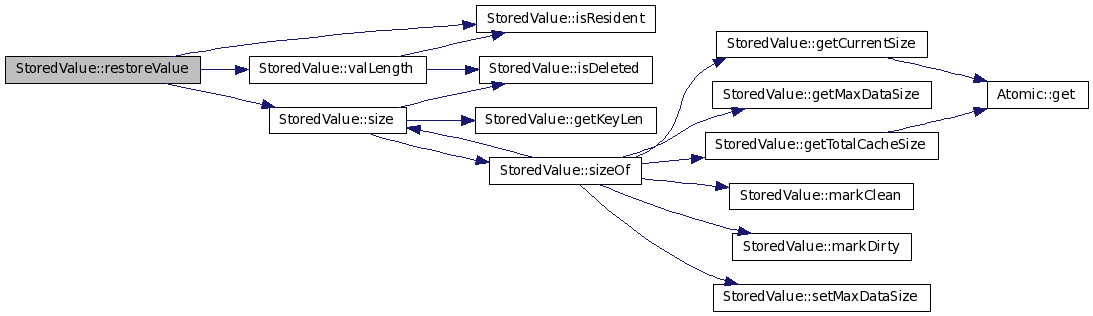 StoredValue::isResident
StoredValue::getCurrentSize
StoredValue::restoreValue
StoredValue::valLength
StoredValue::isDeleted
StoredValue::getMaxDataSize
Atomic::get
StoredValue::size
StoredValue::getKeyLen
StoredValue::getTotalCacheSize
StoredValue::sizeOf
StoredValue::markClean
StoredValue::markDirty
StoredValue::setMaxDataSize